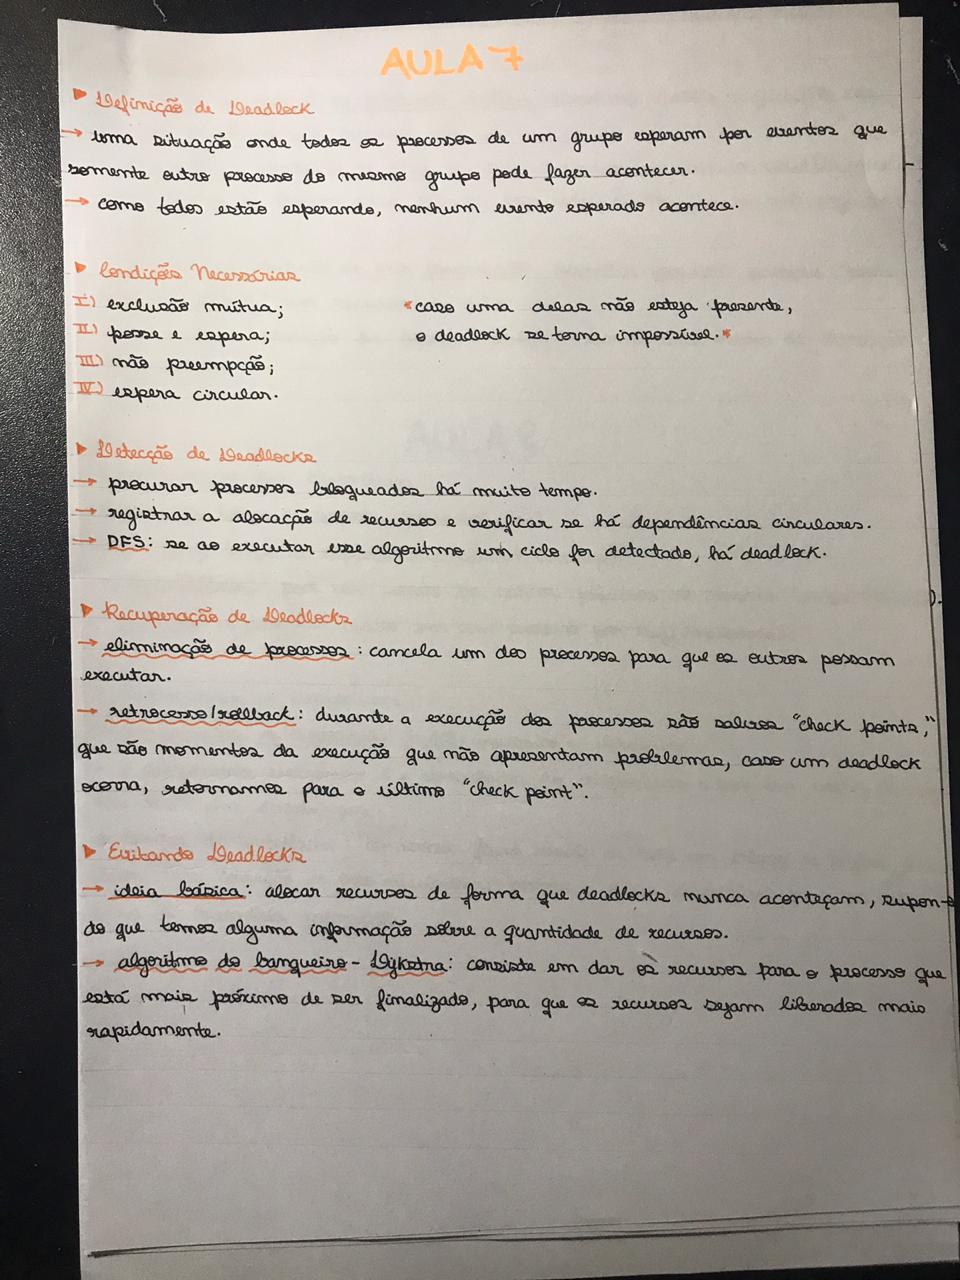 AULA 7
▶ Definição de Deadlock
→ uma situação onde todos os processos de um grupo esperam por eventos que
somente outro processo do mesmo grupo pode fazer acontecer.
→ como todos estão esperando, nenhum evento esperado acontece.
▶ Condições Necessárias
I) exclusão mútua;
II) posse e espera;
III) não preempção;
IV) espera circular.
*caso uma delas não esteja presente,
o deadlock se torna impossível.*
▶ Detecção de Deadlocks
→ procurar processos bloqueados há muito tempo.
→ registrar a alocação de recursos e verificar se há dependências circulares.
→ DFS: se ao executar esse algoritmo um ciclo for detectado, há deadlock.
▶ Recuperação de Deadlocks
→ eliminação de processos: cancela um dos processos para que os outros possam
executar.
→ retrocesso/rollback: durante a execução dos processos são salvos "check points,"
que são momentos da execução que não apresentam problemas, caso um deadlock
ocorra, retornamos para o último "check point".
▶ Evitando Deadlocks
→ ideia básica: alocar recursos de forma que deadlocks nunca aconteçam, supon-
do que temos alguma informação sobre a quantidade de recursos.
→ algoritmo do banqueiro - Dijkstra: consiste em dar os recursos para o processo que
está mais próximo de ser finalizado, para que os recursos sejam liberados mais
rapidamente.